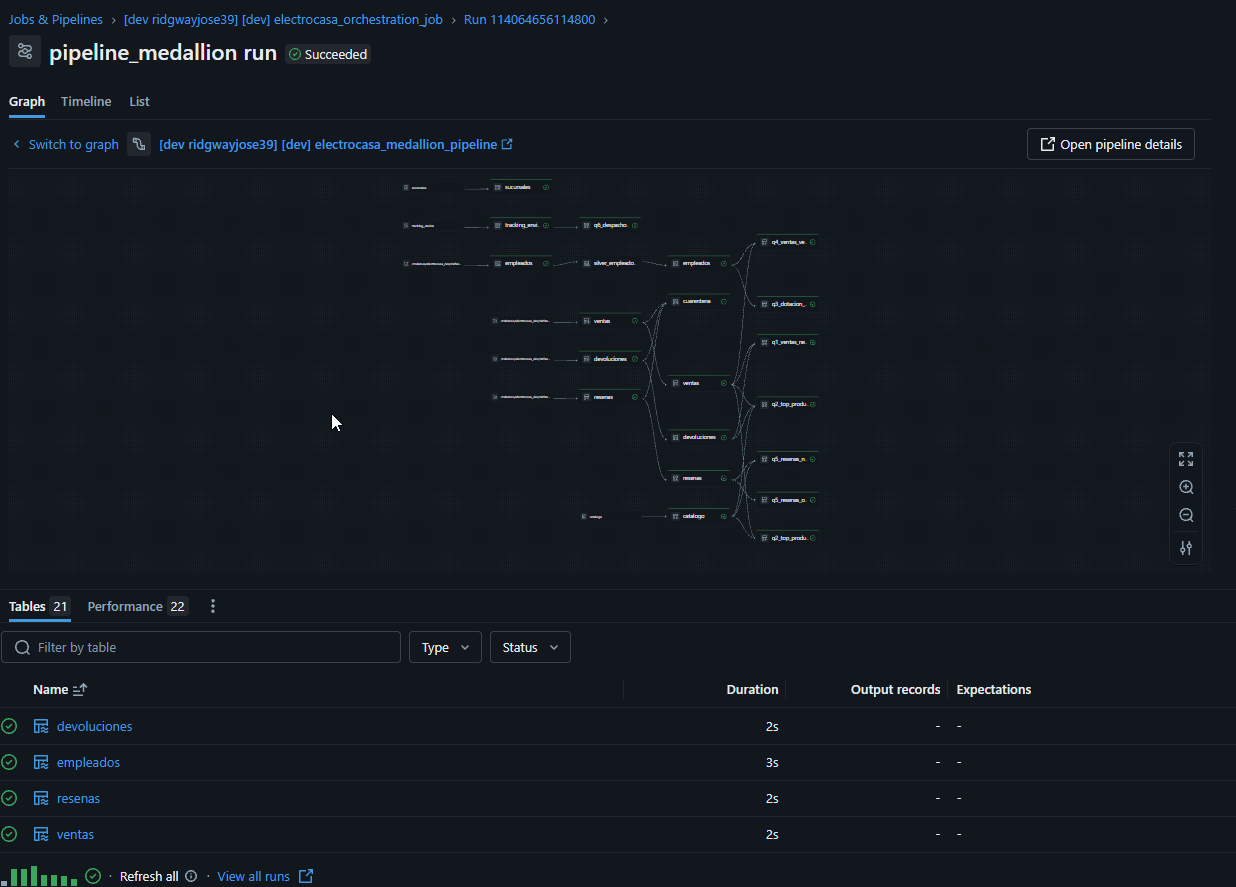 Jobs & Pipelines › [dev ridgwayjose39] [dev] electrocasa_orchestration_job › Run 114064656114800 ›
pipeline_medallion run Succeeded
Graph Timeline List
Switch to graph [dev ridgwayjose39] [dev] electrocasa_medallion_pipeline Open pipeline details
sucursales
tracking_envi.. q6_despacho.
q4_ventas_ve.
empleados silver_empleado. empleados
cuarentena q3_dotacion_.
ventas
q1_ventas_ne.
devoluciones
ventas
resenas q2_top_produ.
devoluciones
q5_resenas_n.
resenas
q5_resenas_o.
catalogo
q2_top_produ.
Tables 21 Performance 22
Filter by table Type Status
Name Duration Output records Expectations
devoluciones 2s - -
empleados 3s - -
resenas 2s - -
ventas 2s - -
· Refresh all · View all runs